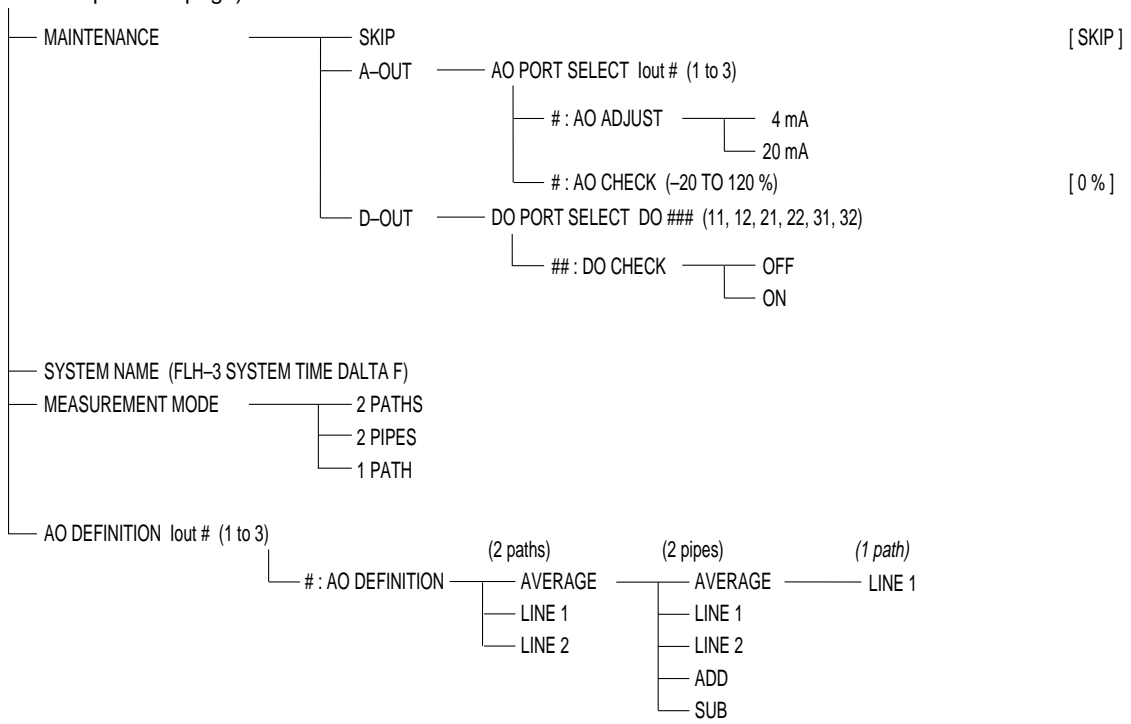 MAINTENANCE SKIP [ SKIP ]
A–OUT AO PORT SELECT Iout # (1 to 3)
# : AO ADJUST 4 mA
20 mA
# : AO CHECK (–20 TO 120 %) [ 0 % ]
D–OUT DO PORT SELECT DO ### (11, 12, 21, 22, 31, 32)
## : DO CHECK OFF
ON
SYSTEM NAME (FLH–3 SYSTEM TIME DALTA F)
MEASUREMENT MODE 2 PATHS
2 PIPES
1 PATH
AO DEFINITION Iout # (1 to 3)
(2 paths) (2 pipes) (1 path)
# : AO DEFINITION AVERAGE AVERAGE LINE 1
LINE 1 LINE 1
LINE 2 LINE 2
ADD
SUB